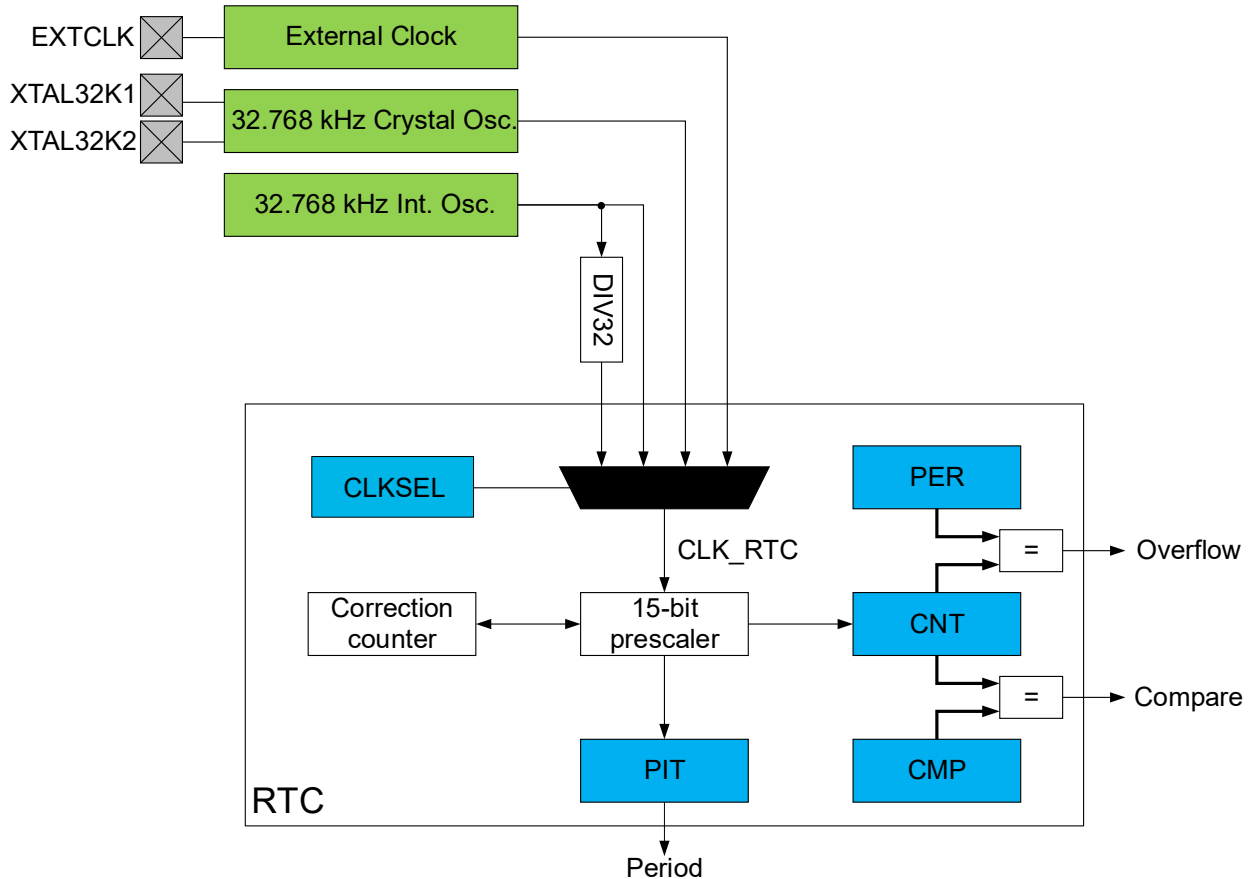 EXTCLK
External Clock
XTAL32K1
XTAL32K2
32.768 kHz Crystal Osc.
32.768 kHz Int. Osc.
DIV32
CLKSEL
PER
CLK_RTC
=
Overflow
Correction
counter
15-bit
prescaler
CNT
=
Compare
PIT
CMP
RTC
Period